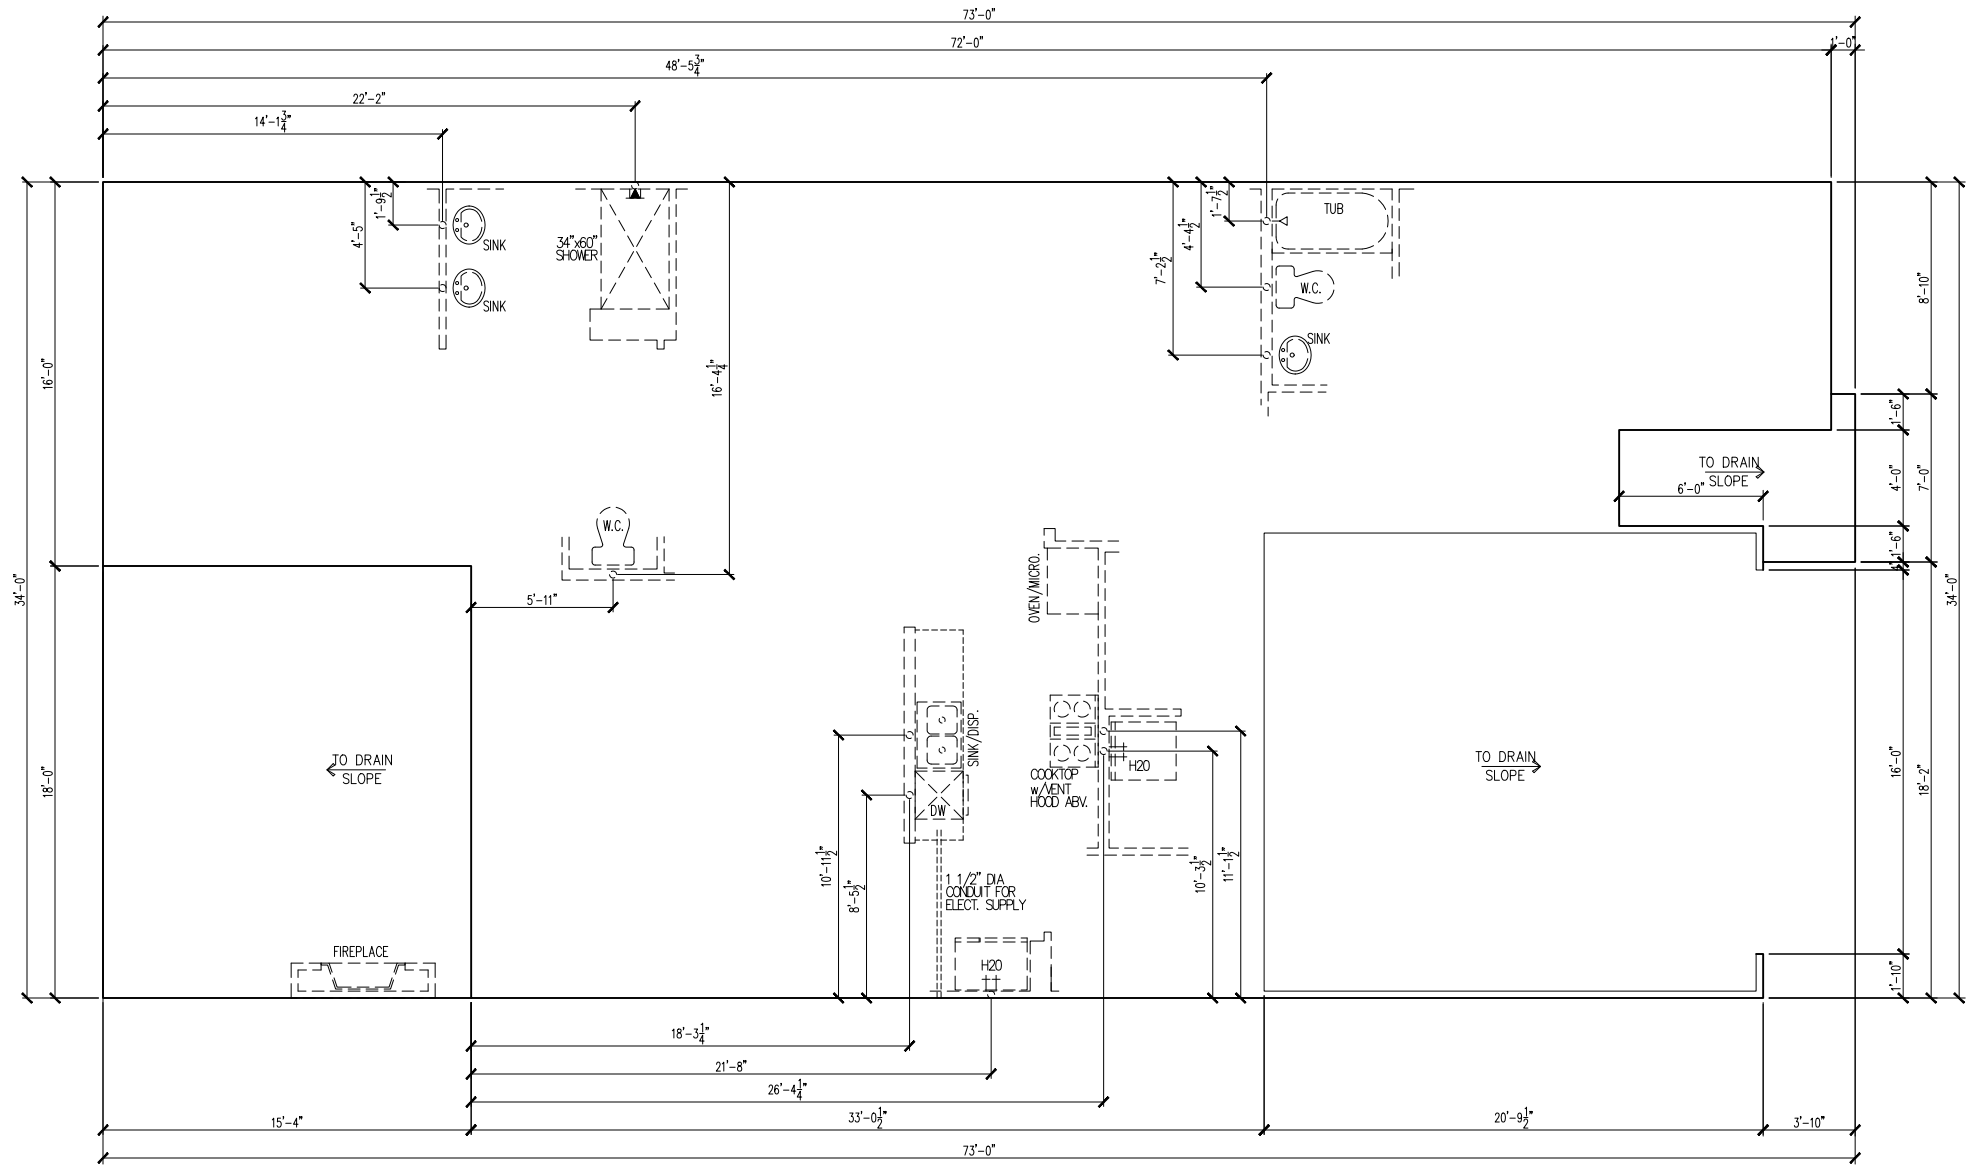 73'-0"
72'-0"
1'-0"
48'-5 3/4"
22'-2"
14'-1 3/4"
1'-9 1/2"
4'-5"
SINK
SINK
34"x60"
SHOWER
16'-4 1/4"
7'-2 1/2"
4'-4 1/2"
1'-7 1/2"
TUB
W.C.
SINK
8'-10"
16'-0"
34'-0"
18'-0"
1'-6"
4'-0"
7'-0"
1'-6"
TO DRAIN
SLOPE
6'-0"
34'-0"
W.C.
5'-11"
OVEN/MICRO.
SINK/DISP.
DW
COOKTOP
w/VENT
HOOD ABV.
H20
TO DRAIN
SLOPE
TO DRAIN
SLOPE
16'-0"
18'-2"
10'-11 1/2"
8'-5 1/2"
10'-3 1/2"
11'-1 1/2"
1 1/2" DIA
CONDUIT FOR
ELECT. SUPPLY
FIREPLACE
H20
1'-10"
18'-3 1/4"
21'-8"
26'-4 1/4"
15'-4"
33'-0 1/2"
20'-9 1/2"
3'-10"
73'-0"